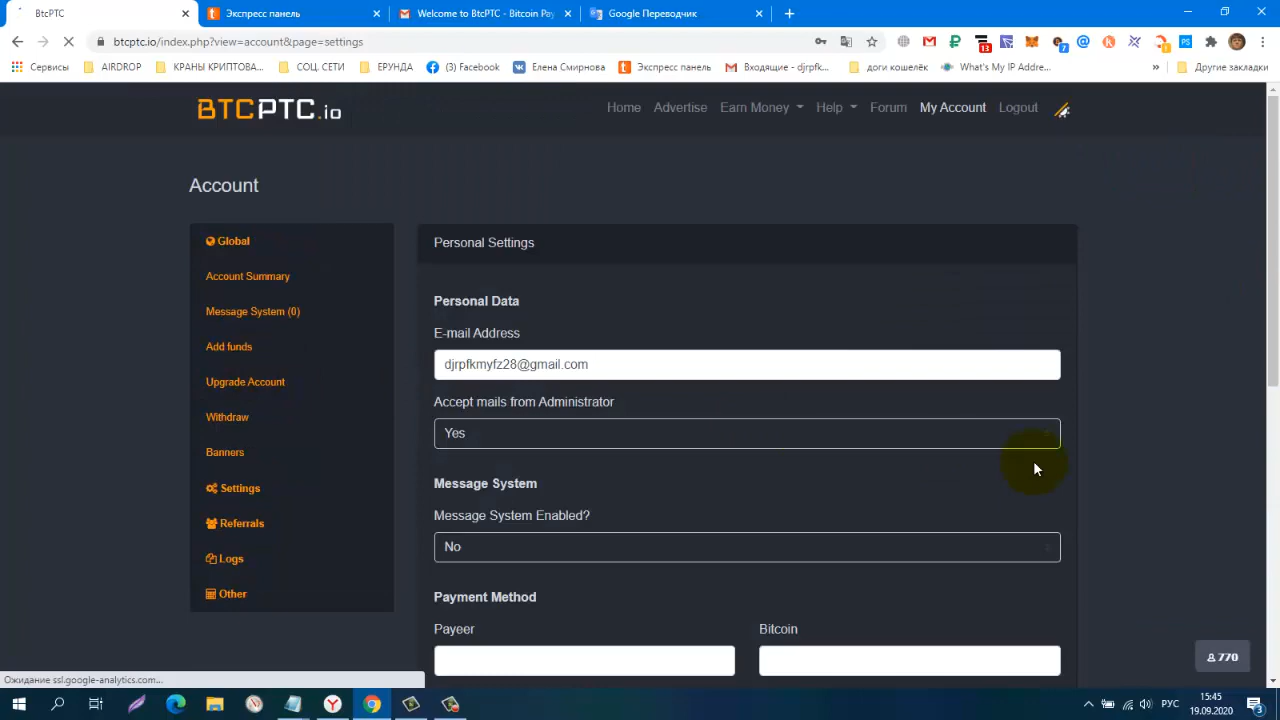 BtcPTC
Экспресс панель
Welcome to BtcPTC - Bitcoin Pay
Google Переводчик
btcptc.io/index.php?view=account&page=settings
13
7
PS
Сервисы
AIRDROP
КРАНЫ КРИПТОВА...
СОЦ. СЕТИ
ЕРУНДА
(3) Facebook
Елена Смирнова
Экспресс панель
Входящие - djrpfk...
доги кошелёк
What's My IP Addre...
»
Другие закладки
BTCPTC.io
Home
Advertise
Earn Money
Help
Forum
My Account
Logout
Account
Global
Account Summary
Message System (0)
Add funds
Upgrade Account
Withdraw
Banners
Settings
Referrals
Logs
Other
Personal Settings
Personal Data
E-mail Address
djrpfkmyfz28@gmail.com
Accept mails from Administrator
Yes
Message System
Message System Enabled?
No
Payment Method
Payeer
Bitcoin
770
Ожидание ssl.google-analytics.com...
РУС
15:45
19.09.2020
3